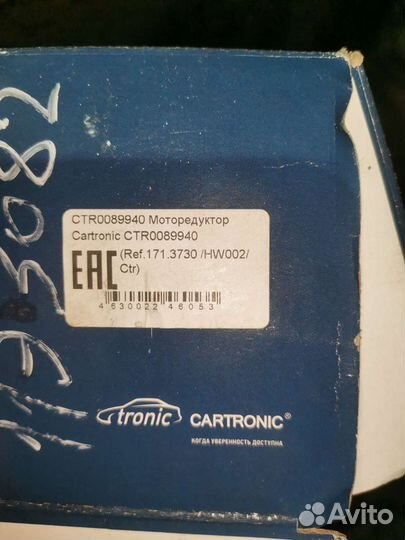 CTR0089940 Моторедуктор
Cartronic CTR0089940
EAC (Ref.171.3730 /HW002/
Ctr)
4 630022 46053
tronic CARTRONIC®
КОГДА УВЕРЕННОСТЬ ДОСТУПНА
Avito